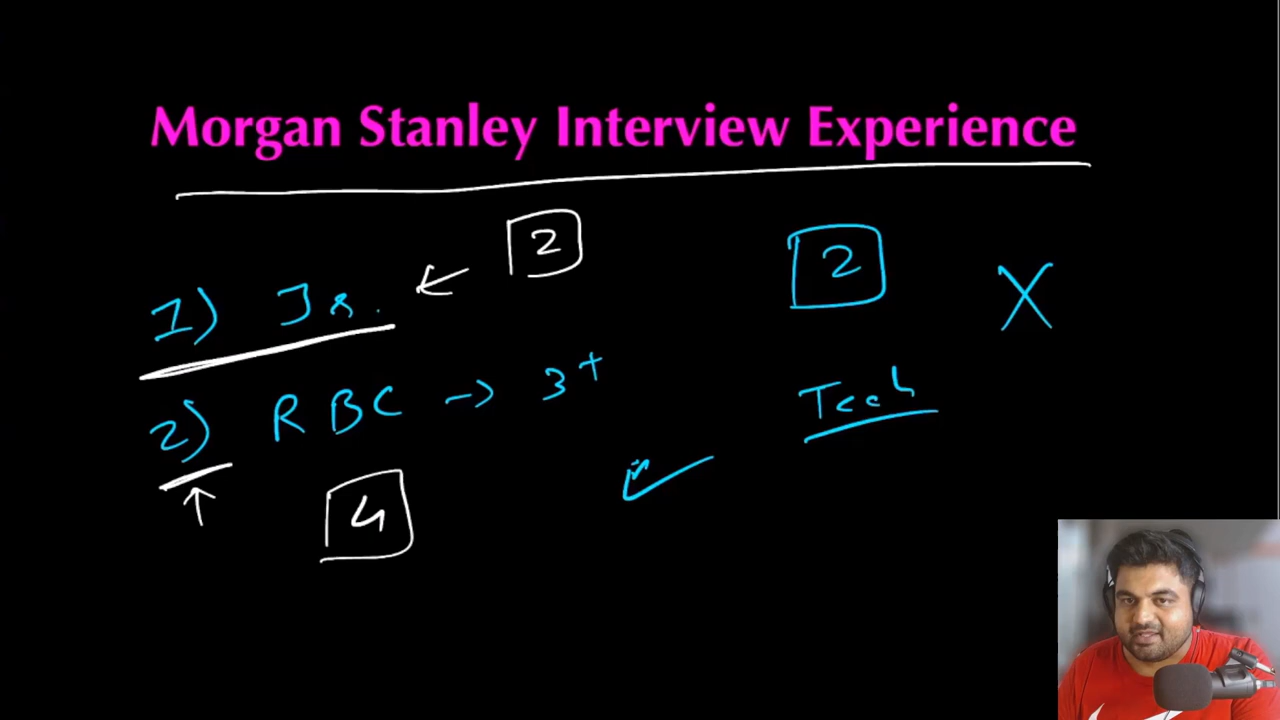 Morgan Stanley Interview Experience
2
2
1) Jr.
X
2) RBC → 3+
Tech
4